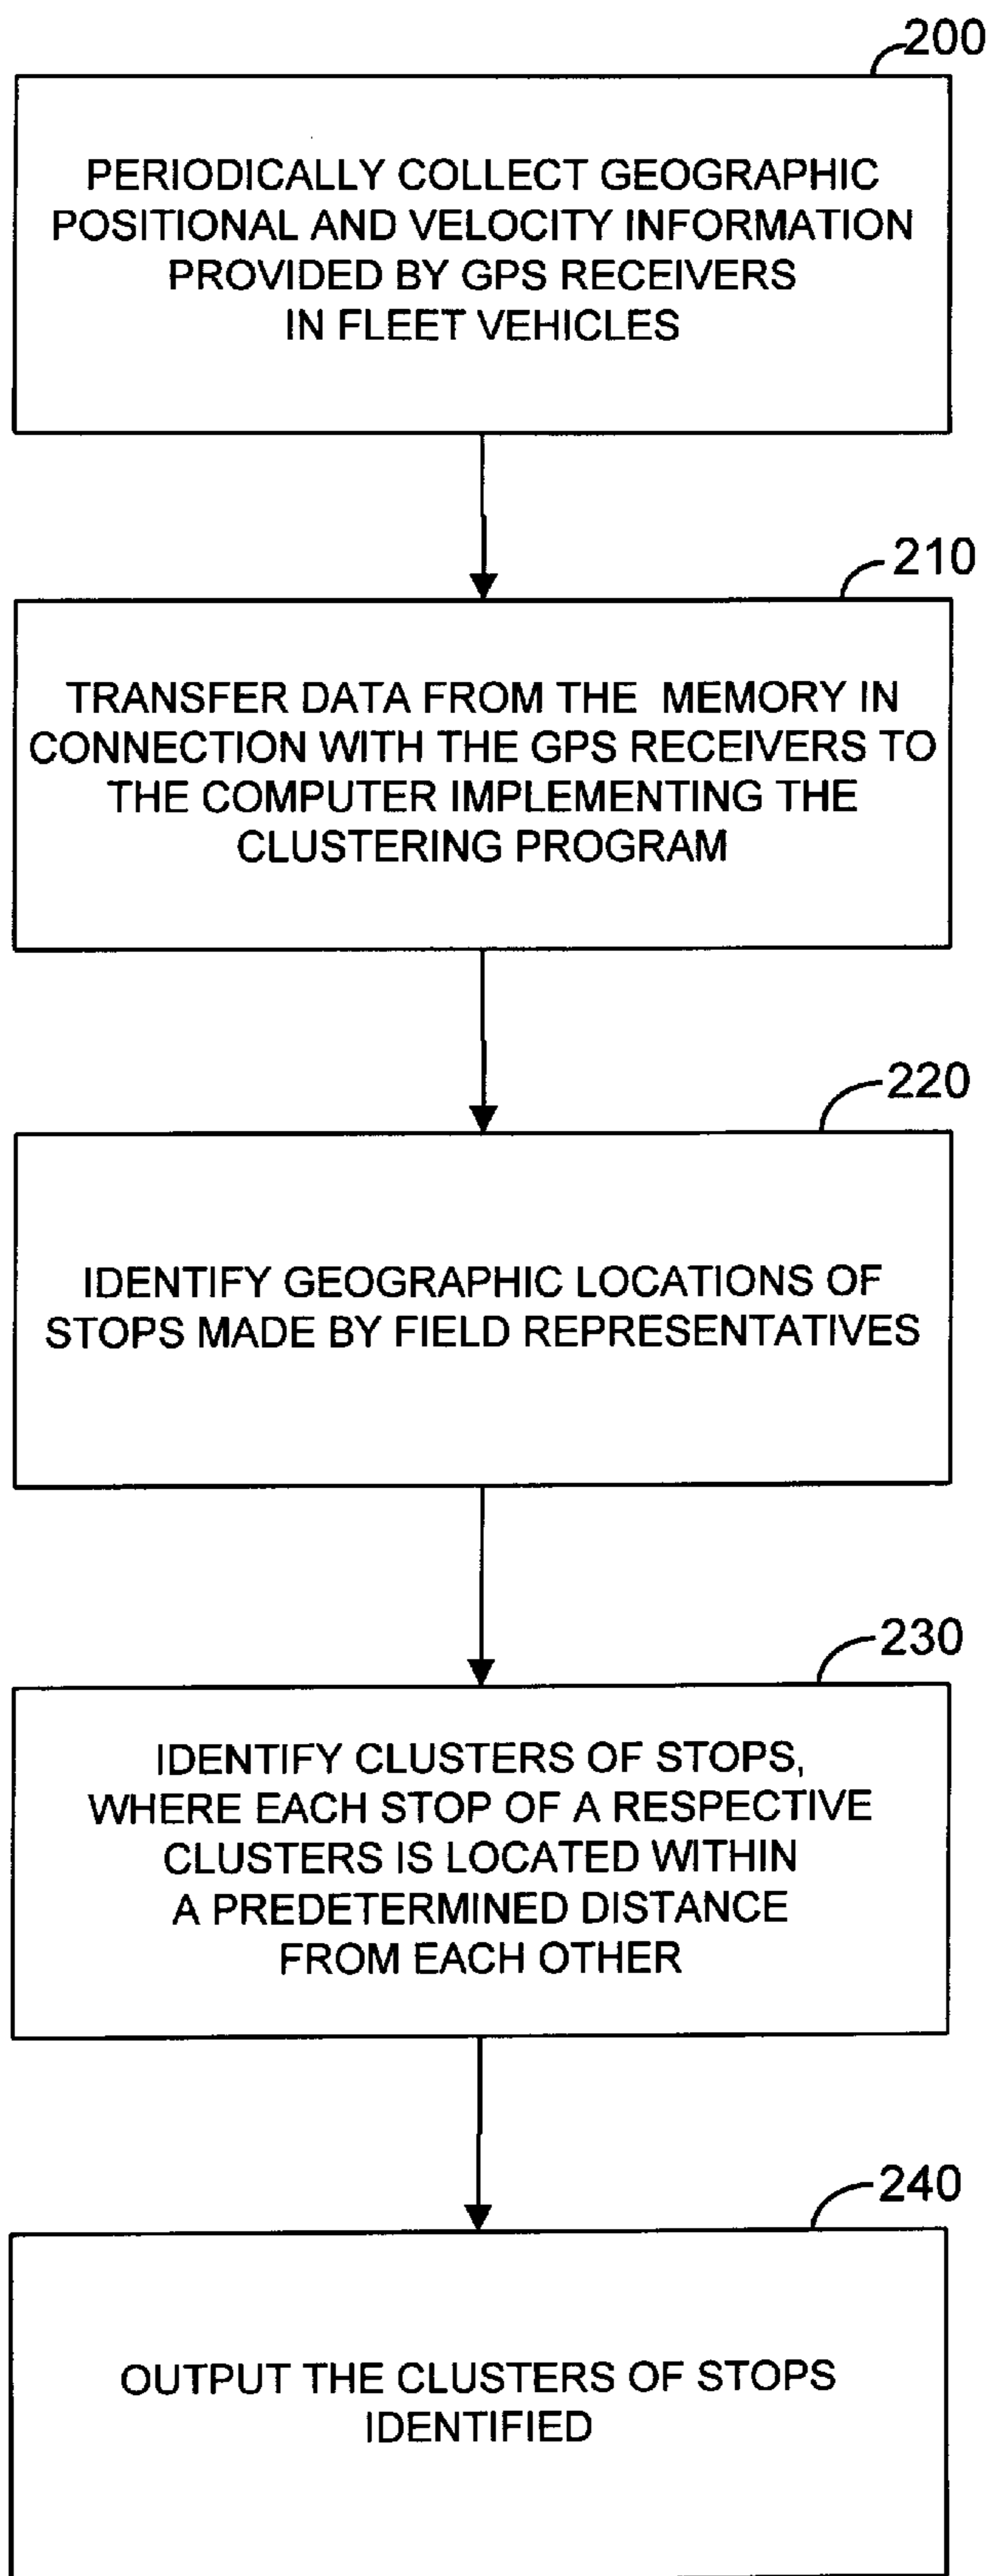 200
PERIODICALLY COLLECT GEOGRAPHIC
POSITIONAL AND VELOCITY INFORMATION
PROVIDED BY GPS RECEIVERS
IN FLEET VEHICLES
210
TRANSFER DATA FROM THE MEMORY IN
CONNECTION WITH THE GPS RECEIVERS TO
THE COMPUTER IMPLEMENTING THE
CLUSTERING PROGRAM
220
IDENTIFY GEOGRAPHIC LOCATIONS OF
STOPS MADE BY FIELD REPRESENTATIVES
230
IDENTIFY CLUSTERS OF STOPS,
WHERE EACH STOP OF A RESPECTIVE
CLUSTERS IS LOCATED WITHIN
A PREDETERMINED DISTANCE
FROM EACH OTHER
240
OUTPUT THE CLUSTERS OF STOPS
IDENTIFIED